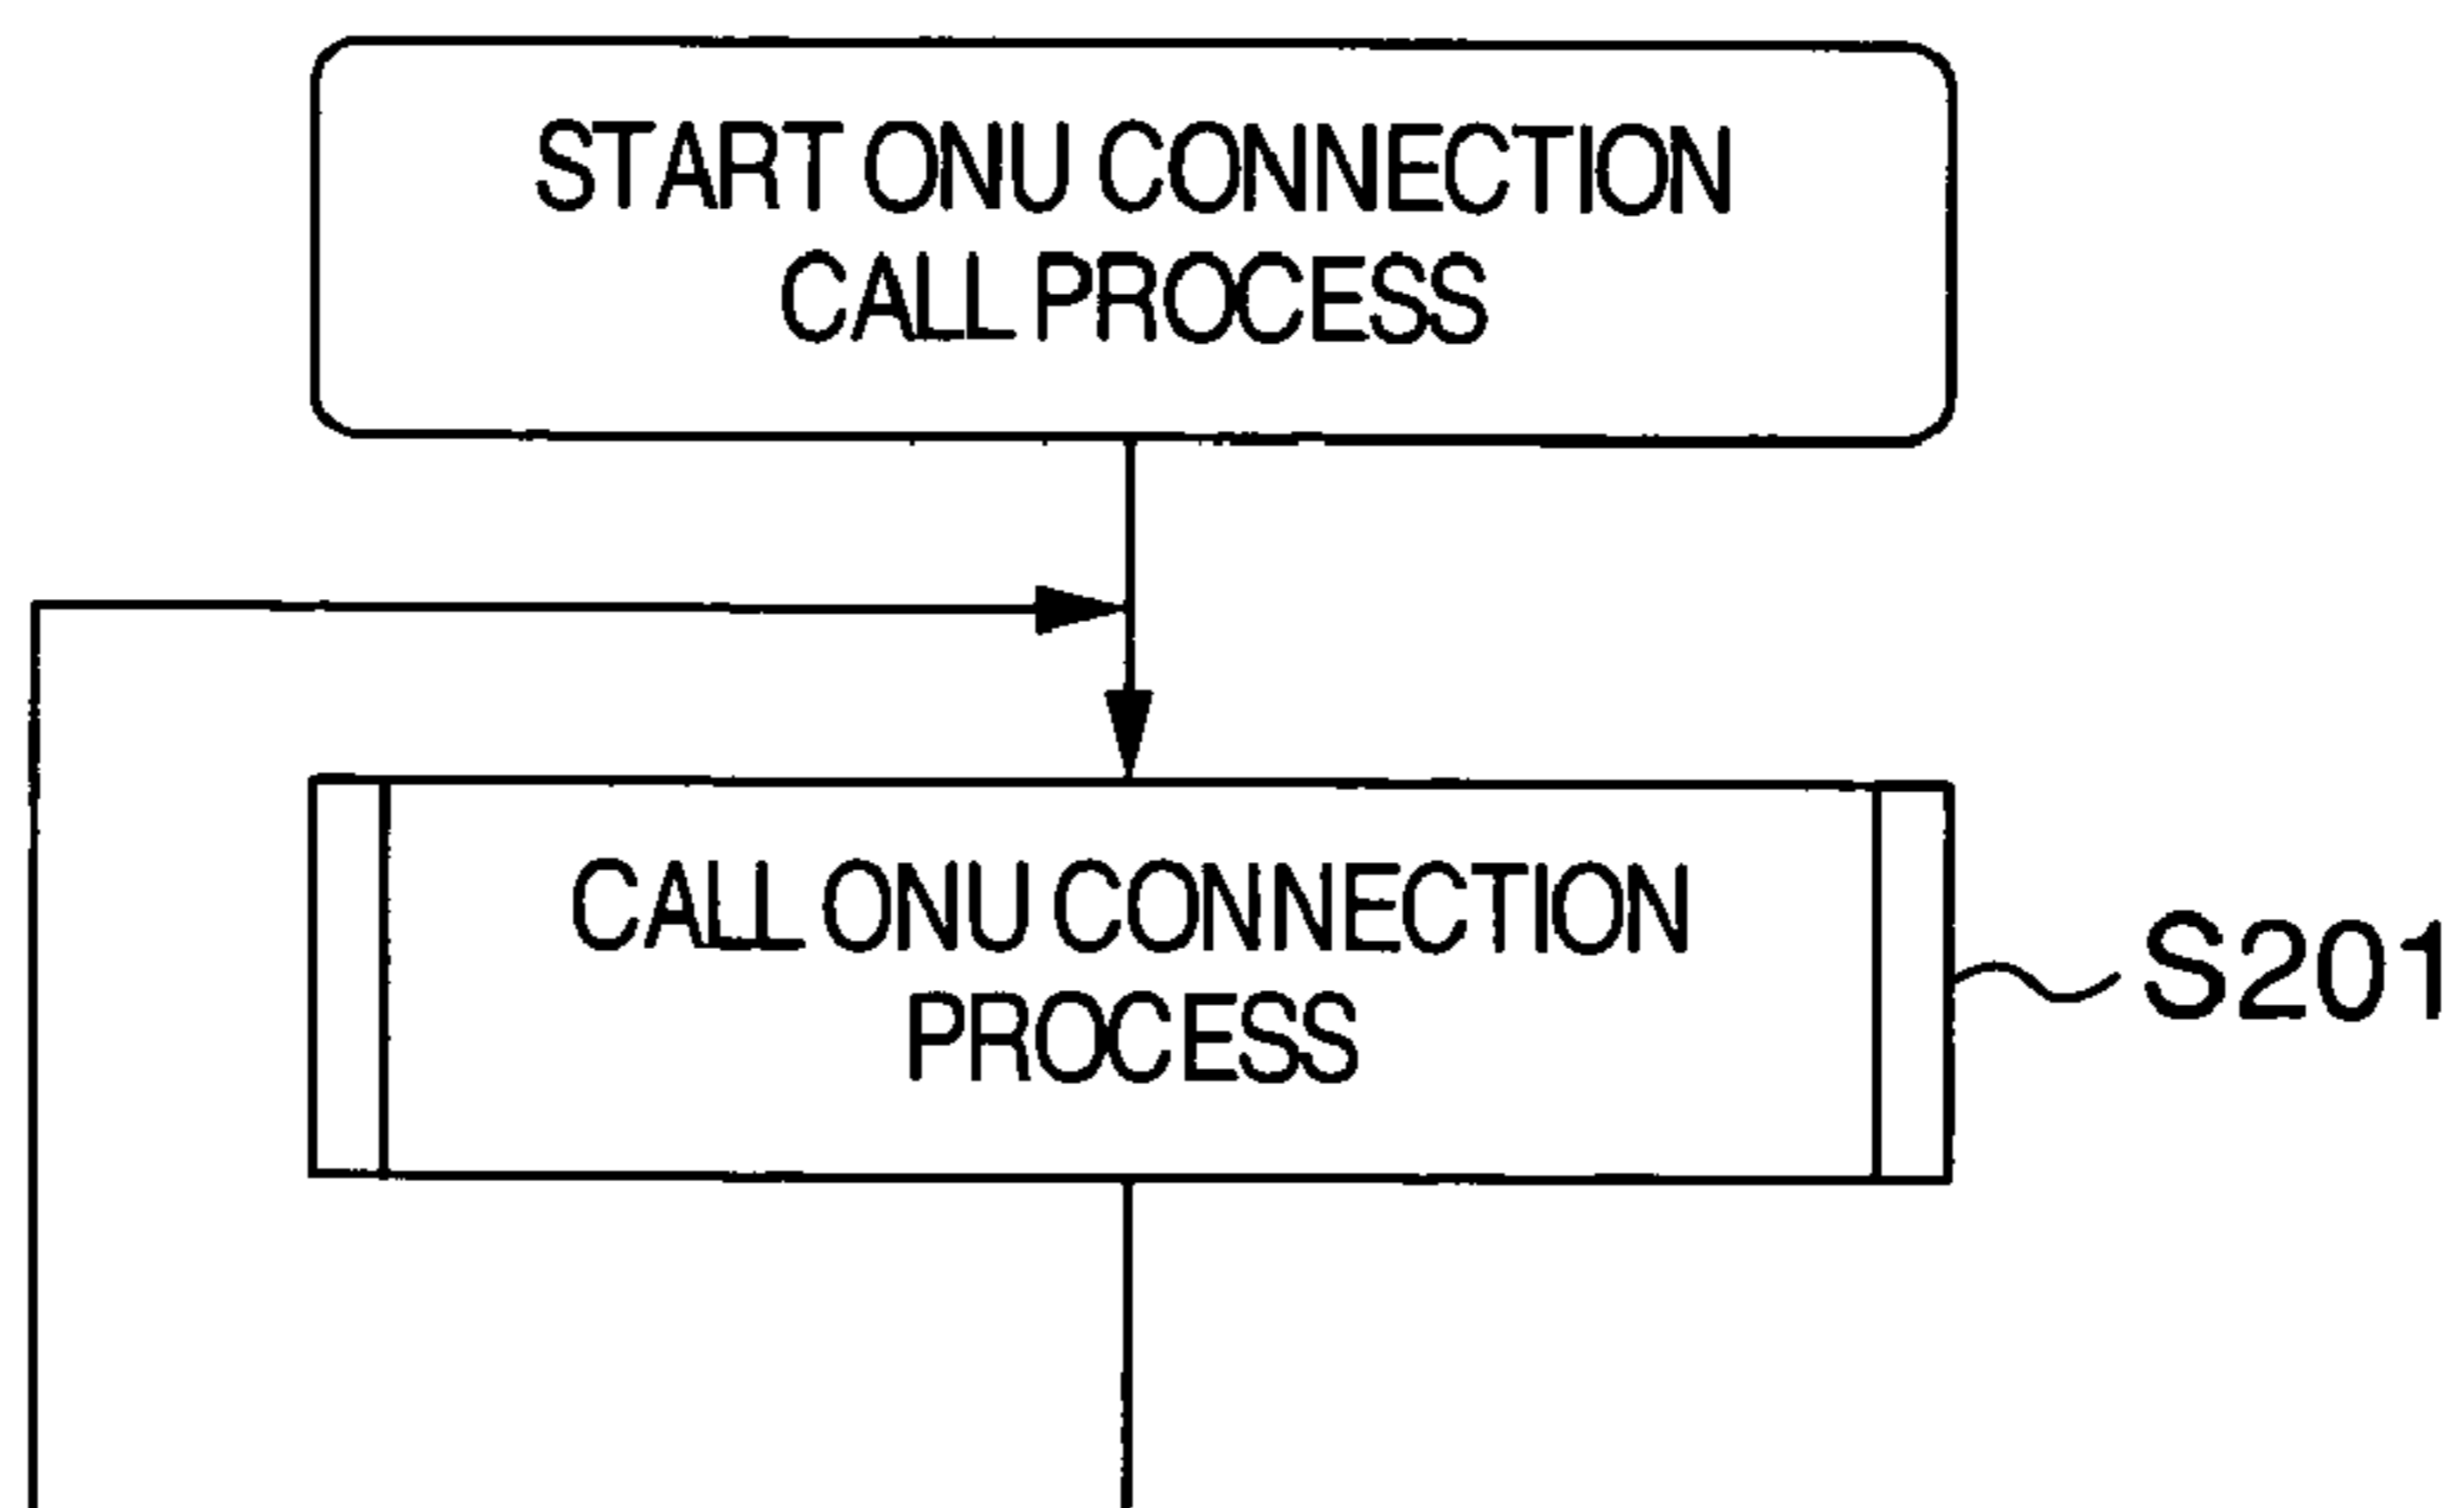 START ONU CONNECTION
CALL PROCESS
CALL ONU CONNECTION
PROCESS
S201